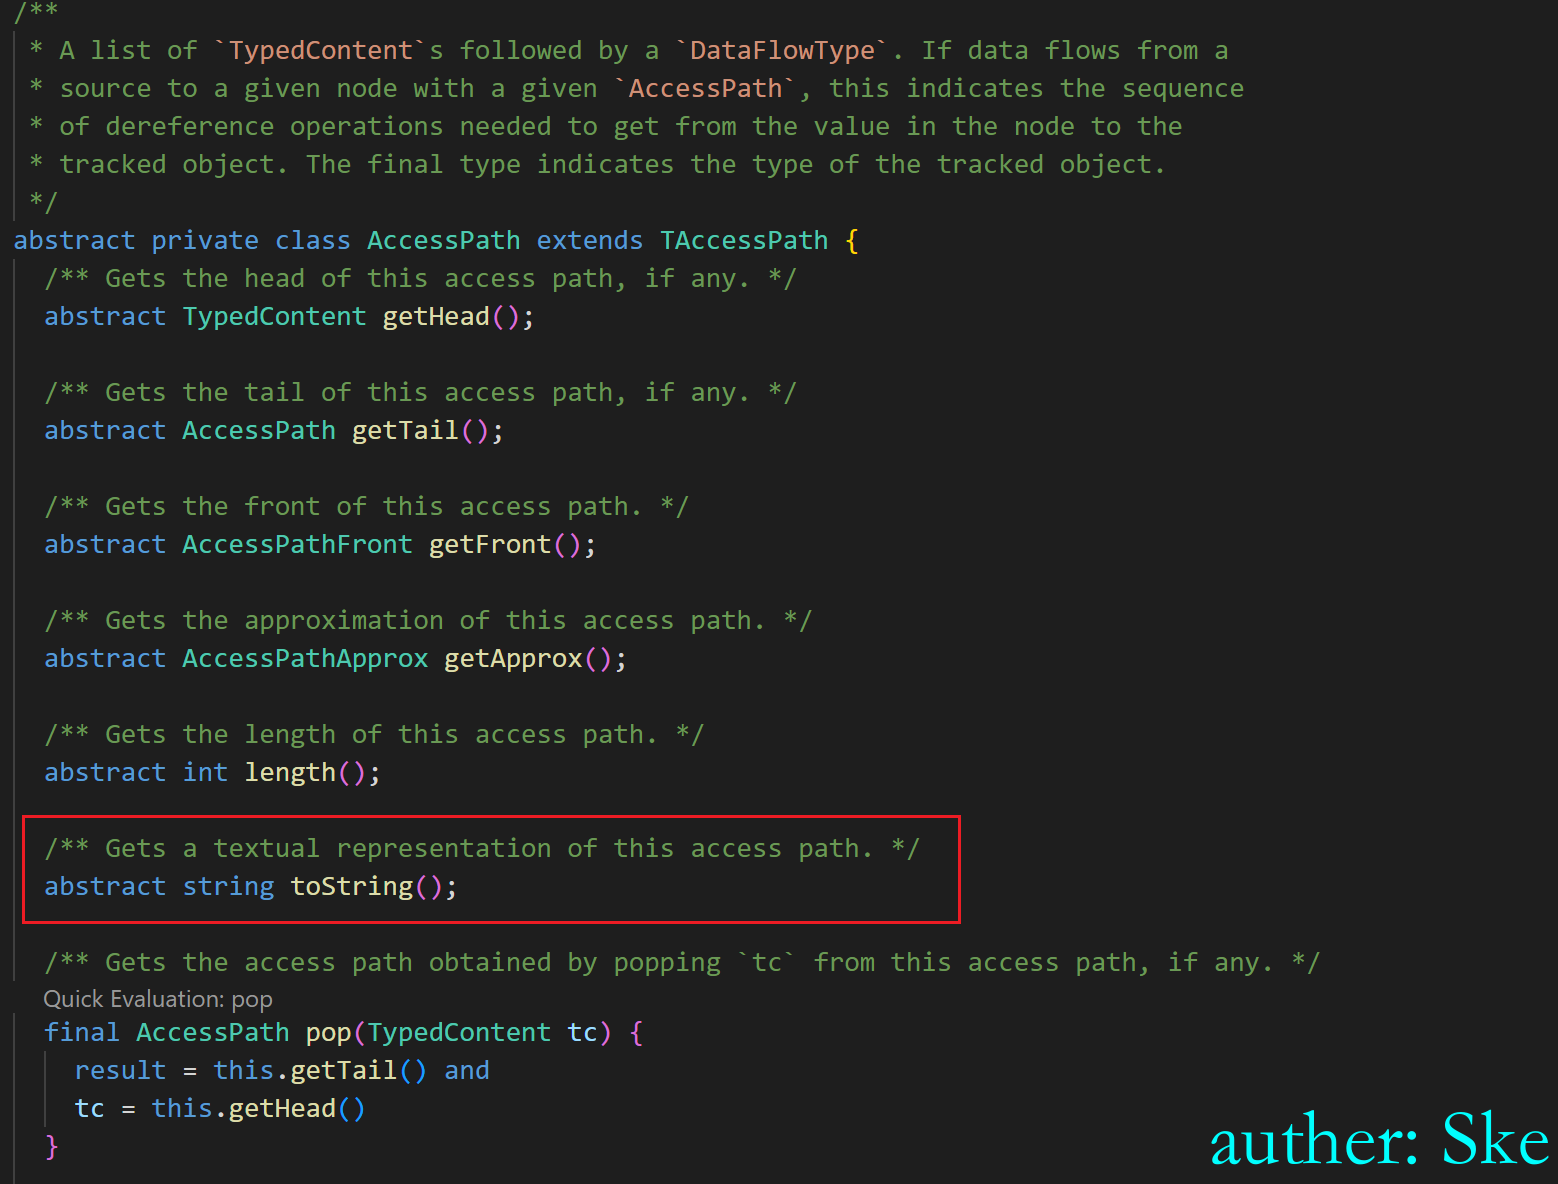 /**
* A list of `TypedContent`s followed by a `DataFlowType`. If data flows from a
* source to a given node with a given `AccessPath`, this indicates the sequence
* of dereference operations needed to get from the value in the node to the
* tracked object. The final type indicates the type of the tracked object.
*/
abstract private class AccessPath extends TAccessPath {
/** Gets the head of this access path, if any. */
abstract TypedContent getHead();
/** Gets the tail of this access path, if any. */
abstract AccessPath getTail();
/** Gets the front of this access path. */
abstract AccessPathFront getFront();
/** Gets the approximation of this access path. */
abstract AccessPathApprox getApprox();
/** Gets the length of this access path. */
abstract int length();
/** Gets a textual representation of this access path. */
abstract string toString();
/** Gets the access path obtained by popping `tc` from this access path, if any. */
Quick Evaluation: pop
final AccessPath pop(TypedContent tc) {
result = this.getTail() and
tc = this.getHead()
}
auther: Ske